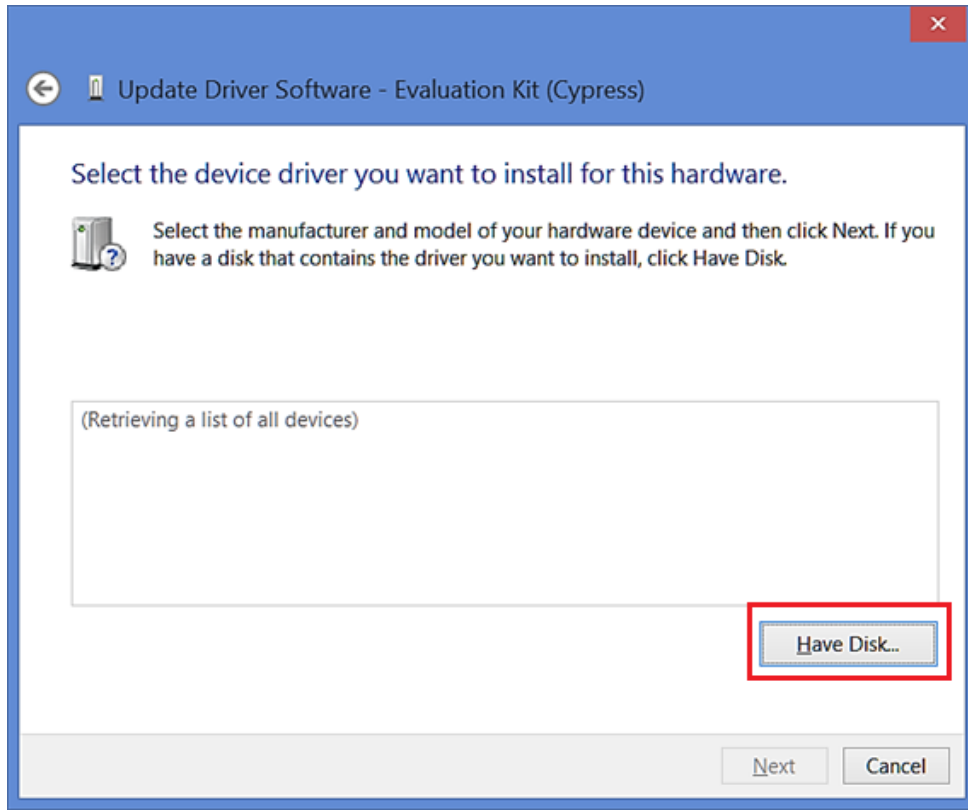 Update Driver Software - Evaluation Kit (Cypress)
Select the device driver you want to install for this hardware.
Select the manufacturer and model of your hardware device and then click Next. If you
have a disk that contains the driver you want to install, click Have Disk.
(Retrieving a list of all devices)
Have Disk...
Next
Cancel